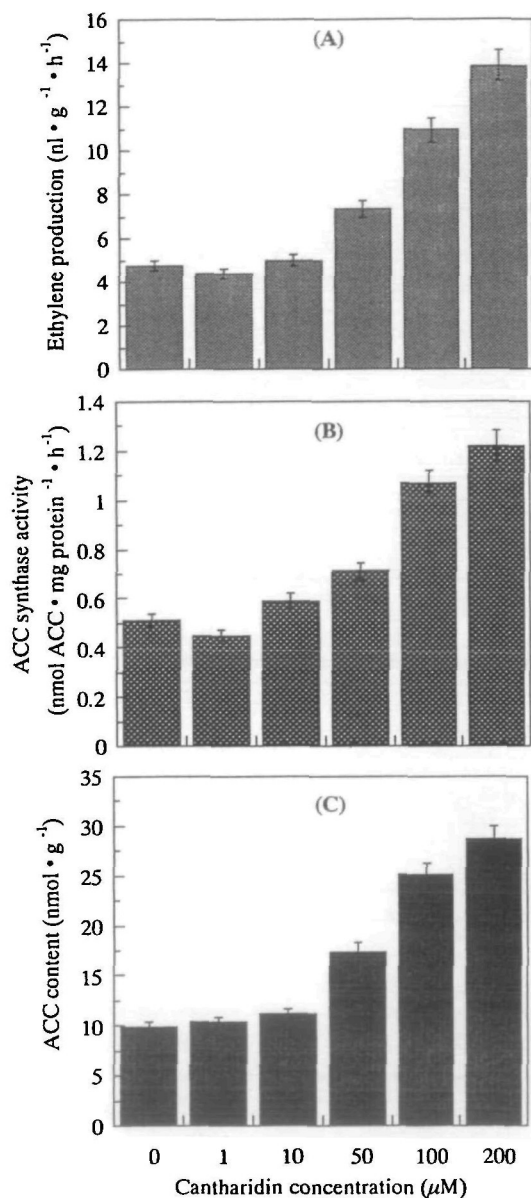 (A)
Ethylene production (nl • g ⁻¹ • h⁻¹)
16
14
12
10
8
6
4
2
0
(B)
ACC synthase activity
(nmol ACC • mg protein ⁻¹ • h⁻¹)
1.4
1.2
1
0.8
0.6
0.4
0.2
0
(C)
ACC content (nmol • g ⁻¹)
35
30
25
20
15
10
5
0
0 1 10 50 100 200
Cantharidin concentration (μM)